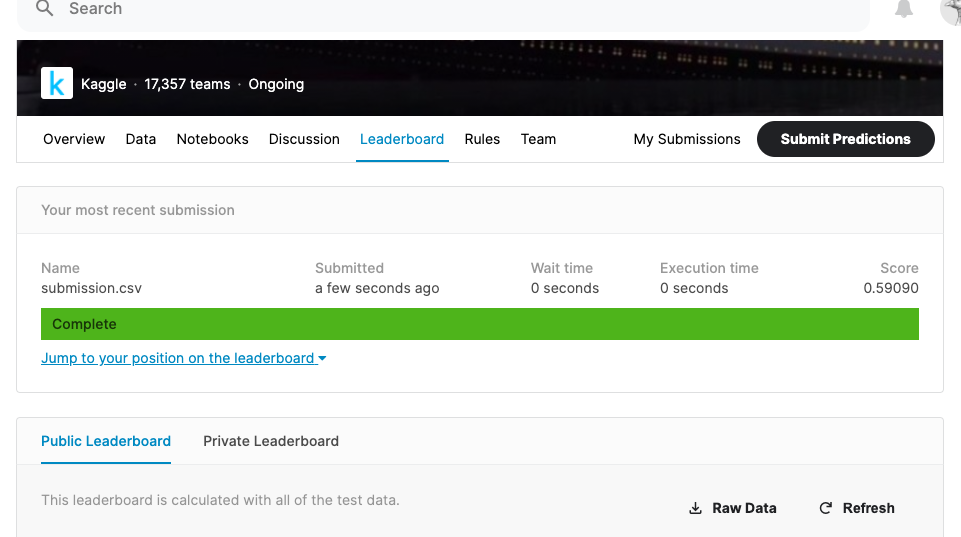 Search
k Kaggle · 17,357 teams · Ongoing
Overview Data Notebooks Discussion Leaderboard Rules Team My Submissions Submit Predictions
Your most recent submission
Name Submitted Wait time Execution time Score
submission.csv a few seconds ago 0 seconds 0 seconds 0.59090
Complete
Jump to your position on the leaderboard
Public Leaderboard Private Leaderboard
This leaderboard is calculated with all of the test data.
Raw Data Refresh